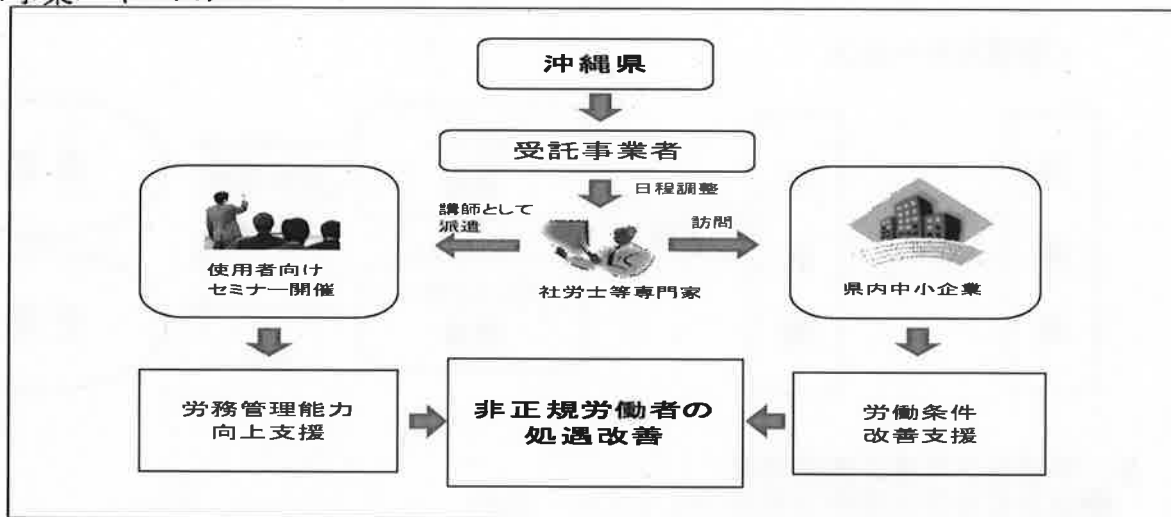 沖縄県
受託事業者
日程調整
講師として
派遣
訪問
使用者向け
セミナー開催
社労士等専門家
県内中小企業
労務管理能力
向上支援
非正規労働者の
処遇改善
労働条件
改善支援